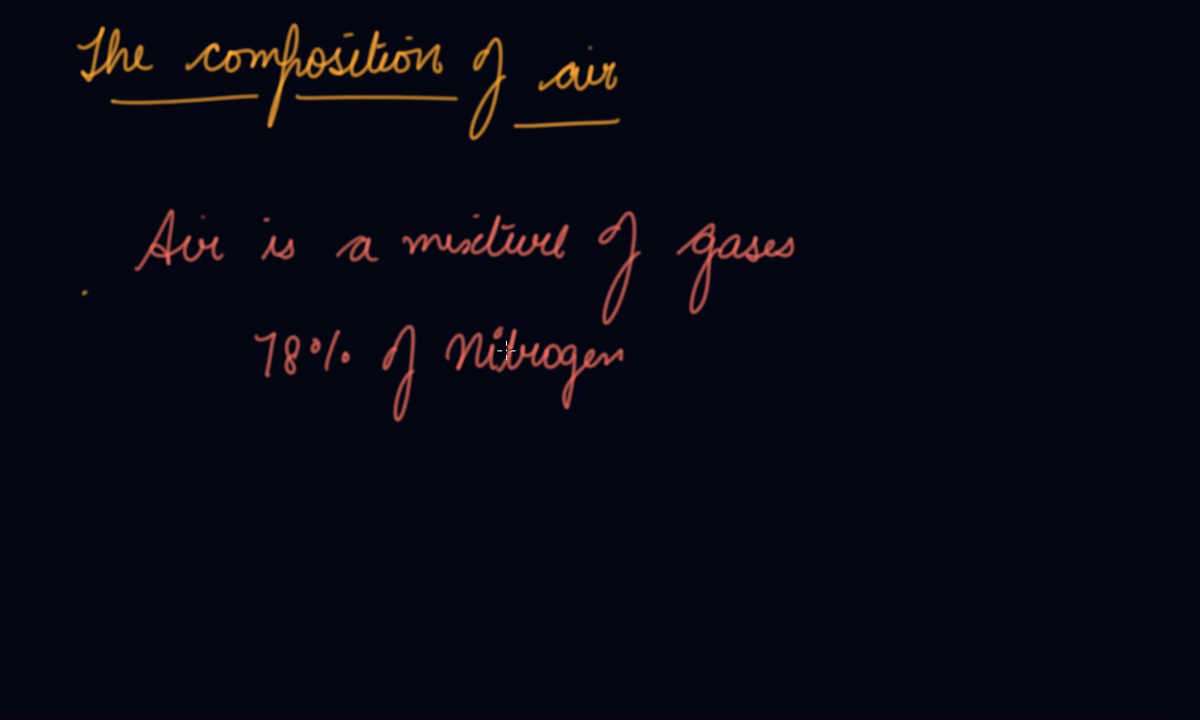 The composition of air
Air is a mixture of gases
78% of Nitrogen